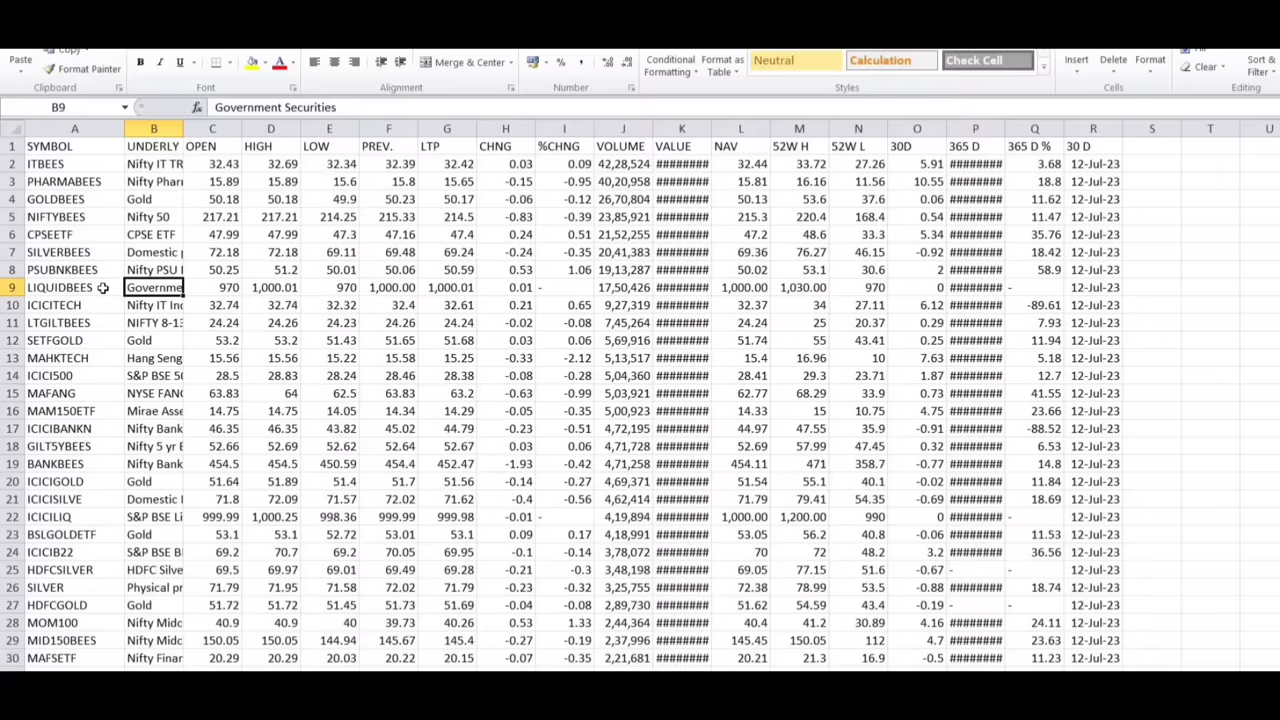 Copy
Paste
Format Painter
B I U A
Merge & Center
% ,
Conditional Formatting
Format as Table
Neutral
Calculation
Check Cell
Insert Delete Format
Fill
Clear
Sort & Filter
Clipboard Font Alignment Number Styles Cells Editing
B9 fx Government Securities
A B C D E F G H I J K L M N O P Q R S T U
1 SYMBOL UNDERLY OPEN HIGH LOW PREV. LTP CHNG %CHNG VOLUME VALUE NAV 52W H 52W L 30D 365 D 365 D % 30 D
2 ITBEES Nifty IT TR 32.43 32.69 32.34 32.39 32.42 0.03 0.09 42,28,524 ######## 32.44 33.72 27.26 5.91 ######## 3.68 12-Jul-23
3 PHARMABEES Nifty Phar 15.89 15.89 15.6 15.8 15.65 -0.15 -0.95 40,20,958 ######## 15.81 16.16 11.56 10.55 ######## 18.8 12-Jul-23
4 GOLDBEES Gold 50.18 50.18 49.9 50.23 50.17 -0.06 -0.12 26,70,804 ######## 50.13 53.6 37.6 0.06 ######## 11.62 12-Jul-23
5 NIFTYBEES Nifty 50 217.21 217.21 214.25 215.33 214.5 -0.83 -0.39 23,85,921 ######## 215.3 220.4 168.4 0.54 ######## 11.47 12-Jul-23
6 CPSEETF CPSE ETF 47.99 47.99 47.3 47.16 47.4 0.24 0.51 21,52,255 ######## 47.2 48.6 33.3 5.34 ######## 35.76 12-Jul-23
7 SILVERBEES Domestic p 72.18 72.18 69.11 69.48 69.24 -0.24 -0.35 20,41,383 ######## 69.36 76.27 46.15 -0.92 ######## 18.42 12-Jul-23
8 PSUBNKBEES Nifty PSU 50.25 51.2 50.01 50.06 50.59 0.53 1.06 19,13,287 ######## 50.02 53.1 30.6 2 ######## 58.9 12-Jul-23
9 LIQUIDBEES Governme 970 1,000.01 970 1,000.00 1,000.01 0.01 - 17,50,426 ######## 1,000.00 1,030.00 970 0 ######## - 12-Jul-23
10 ICICITECH Nifty IT Inc 32.74 32.74 32.32 32.4 32.61 0.21 0.65 9,27,319 ######## 32.37 34 27.11 6.12 ######## -89.61 12-Jul-23
11 LTGILTBEES NIFTY 8-13 24.24 24.26 24.23 24.26 24.24 -0.02 -0.08 7,45,264 ######## 24.24 25 20.37 0.29 ######## 7.93 12-Jul-23
12 SETFGOLD Gold 53.2 53.2 51.43 51.65 51.68 0.03 0.06 5,69,916 ######## 51.74 55 43.41 0.25 ######## 11.94 12-Jul-23
13 MAHKTECH Hang Seng 15.56 15.56 15.22 15.58 15.25 -0.33 -2.12 5,13,517 ######## 15.4 16.96 10 7.63 ######## 5.18 12-Jul-23
14 ICICI500 S&P BSE 50 28.5 28.83 28.24 28.46 28.38 -0.08 -0.28 5,04,360 ######## 28.41 29.3 23.71 1.87 ######## 12.7 12-Jul-23
15 MAFANG NYSE FANG 63.83 64 62.5 63.83 63.2 -0.63 -0.99 5,03,921 ######## 62.77 68.29 33.9 0.73 ######## 41.55 12-Jul-23
16 MAM150ETF Mirae Asse 14.75 14.75 14.05 14.34 14.29 -0.05 -0.35 5,00,923 ######## 14.33 15 10.75 4.75 ######## 23.66 12-Jul-23
17 ICICIBANKN Nifty Bank 46.35 46.35 43.82 45.02 44.79 -0.23 -0.51 4,72,195 ######## 44.97 47.55 35.9 -0.91 ######## -88.52 12-Jul-23
18 GILT5YBEES Nifty 5 yr B 52.66 52.69 52.62 52.64 52.67 0.03 0.06 4,71,728 ######## 52.69 57.99 47.45 0.32 ######## 6.53 12-Jul-23
19 BANKBEES Nifty Bank 454.5 454.5 450.59 454.4 452.47 -1.93 -0.42 4,71,258 ######## 454.11 471 358.7 -0.77 ######## 14.8 12-Jul-23
20 ICICIGOLD Gold 51.64 51.89 51.4 51.7 51.56 -0.14 -0.27 4,69,371 ######## 51.54 55.1 40.1 -0.02 ######## 11.84 12-Jul-23
21 ICICISILVE Domestic 71.8 72.09 71.57 72.02 71.62 -0.4 -0.56 4,62,414 ######## 71.79 79.41 54.35 -0.69 ######## 18.69 12-Jul-23
22 ICICILIQ S&P BSE Li 999.99 1,000.25 998.36 999.99 999.98 -0.01 - 4,19,894 ######## 1,000.00 1,200.00 990 0 ######## - 12-Jul-23
23 BSLGOLDETF Gold 53.1 53.1 52.72 53.01 53.1 0.09 0.17 4,18,991 ######## 53.05 56.2 40.8 -0.06 ######## 11.53 12-Jul-23
24 ICICIB22 S&P BSE B 69.2 70.7 69.2 70.05 69.95 -0.1 -0.14 3,78,072 ######## 70 72 48.2 3.2 ######## 36.56 12-Jul-23
25 HDFCSILVER HDFC Silve 69.5 69.97 69.01 69.49 69.28 -0.21 -0.3 3,48,198 ######## 69.05 77.15 51.6 -0.67 - - 12-Jul-23
26 SILVER Physical pr 71.79 71.95 71.58 72.02 71.79 -0.23 -0.32 3,25,755 ######## 72.38 78.99 53.5 -0.88 ######## 18.74 12-Jul-23
27 HDFCGOLD Gold 51.72 51.72 51.45 51.73 51.69 -0.04 -0.08 2,89,730 ######## 51.62 54.59 43.4 -0.19 - - 12-Jul-23
28 MOM100 Nifty Midc 40.9 40.9 40 39.73 40.26 0.53 1.33 2,44,364 ######## 40.4 41.2 30.89 4.16 ######## 24.11 12-Jul-23
29 MID150BEES Nifty Midc 150.05 150.05 144.94 145.67 145.4 -0.27 -0.19 2,37,996 ######## 145.45 150.05 112 4.7 ######## 23.63 12-Jul-23
30 MAFSETF Nifty Finar 20.29 20.29 20.03 20.22 20.15 -0.07 -0.35 2,21,681 ######## 20.21 21.3 16.9 -0.5 ######## 11.23 12-Jul-23